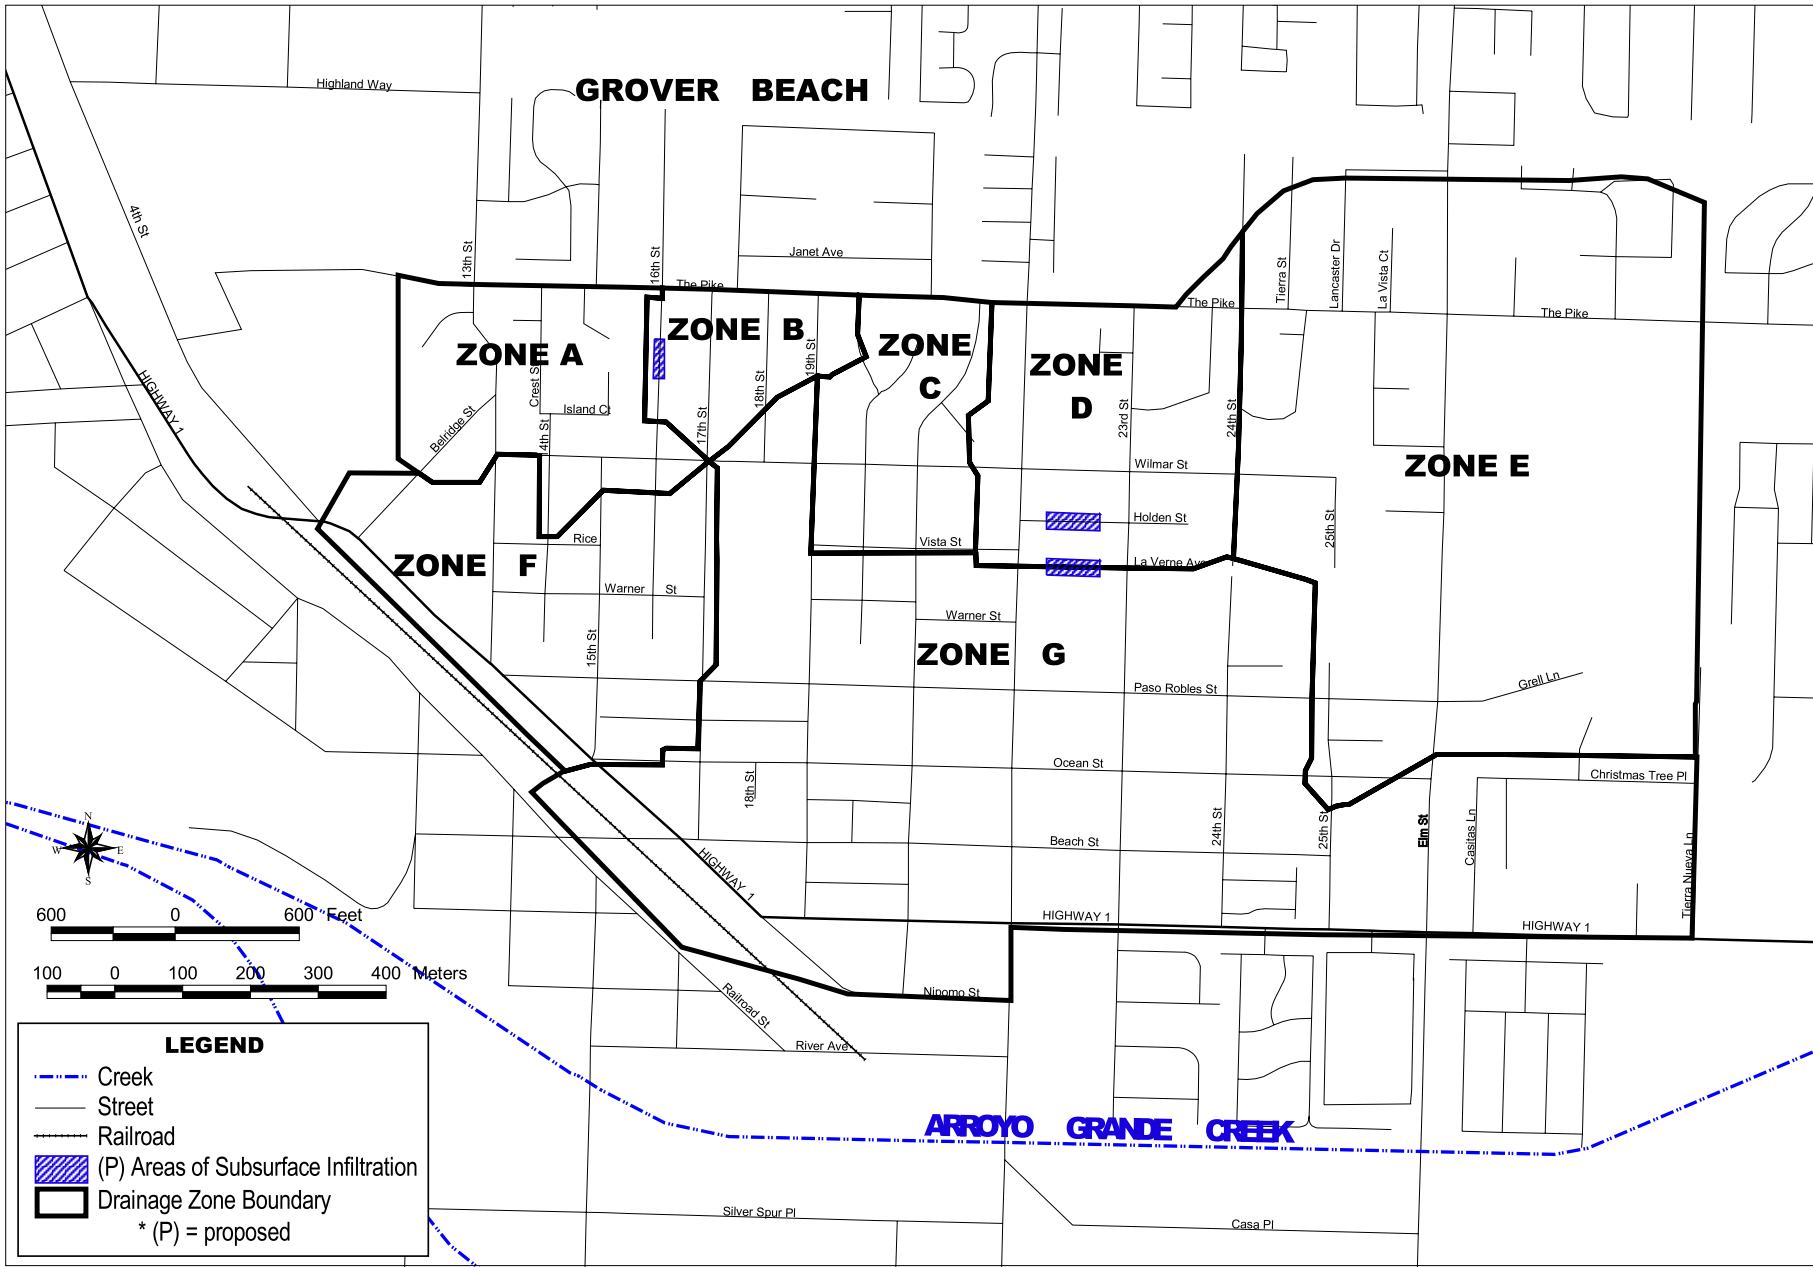 Highland Way
GROVER BEACH
4th St
13th St
16th St
Janet Ave
The Pike
The Pike
Tierra St
Lancaster Dr
La Vista Ct
The Pike
ZONE A
ZONE B
ZONE
C
ZONE
D
ZONE E
HIGHWAY 1
Crest St
Island Ct
Belridge St
4th St
17th St
18th St
19th St
23rd St
24th St
Wilmar St
Holden St
25th St
Vista St
La Verne Ave
Rice
ZONE F
Warner St
Warner St
15th St
ZONE G
Paso Robles St
Grell Ln
Ocean St
Christmas Tree Pl
18th St
24th St
25th St
Elm St
Casitas Ln
Tierra Nueva Ln
Beach St
HIGHWAY 1
HIGHWAY 1
HIGHWAY 1
N
W E
S
600 0 600 Feet
100 0 100 200 300 400 Meters
Nipomo St
Railroad St
River Ave
ARROYO GRANDE CREEK
Silver Spur Pl
Casa Pl
LEGEND
Creek
Street
Railroad
(P) Areas of Subsurface Infiltration
Drainage Zone Boundary
* (P) = proposed